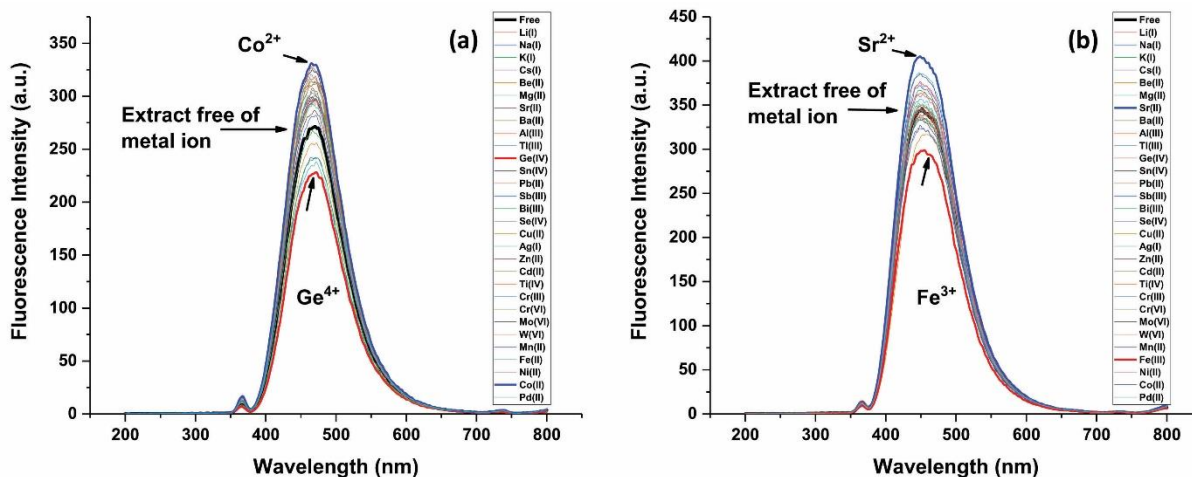 (a)
Co2+
Extract free of
metal ion
Ge4+
Fluorescence Intensity (a.u.)
350
300
250
200
150
100
50
0
200 300 400 500 600 700 800
Wavelength (nm)
Free
Li(I)
Na(I)
K(I)
Cs(I)
Be(II)
Mg(II)
Sr(II)
Ba(II)
Al(III)
Tl(III)
Ge(IV)
Sn(IV)
Pb(II)
Sb(III)
Bi(III)
Se(IV)
Cu(II)
Ag(I)
Zn(II)
Cd(II)
Ti(IV)
Cr(III)
Cr(VI)
Mo(VI)
W(VI)
Mn(II)
Fe(II)
Ni(II)
Co(II)
Pd(II)
(b)
Sr2+
Extract free of
metal ion
Fe3+
Fluorescence Intensity (a.u.)
450
400
350
300
250
200
150
100
50
0
200 300 400 500 600 700 800
Wavelength (nm)
Free
Li(I)
Na(I)
K(I)
Cs(I)
Be(II)
Mg(II)
Sr(II)
Ba(II)
Al(III)
Tl(III)
Ge(IV)
Sn(IV)
Pb(II)
Sb(III)
Bi(III)
Se(IV)
Cu(II)
Ag(I)
Zn(II)
Cd(II)
Ti(IV)
Cr(III)
Cr(VI)
Mo(VI)
W(VI)
Mn(II)
Fe(III)
Ni(II)
Co(II)
Pd(II)